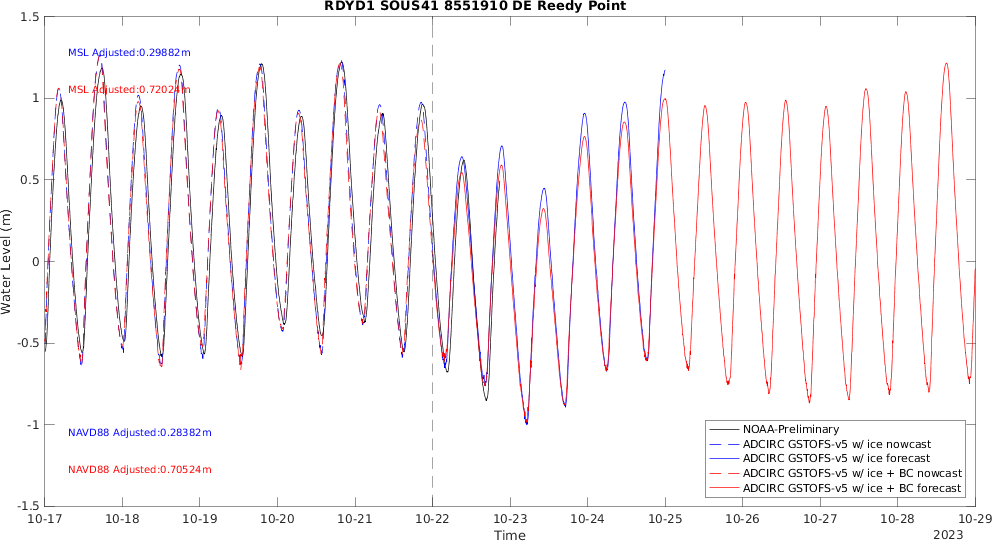 RDYD1 SOUS41 8551910 DE Reedy Point
1.5
1
0.5
0
-0.5
-1
-1.5
Water Level (m)
MSL Adjusted:0.29882m
MSL Adjusted:0.72024m
NAVD88 Adjusted:0.28382m
NAVD88 Adjusted:0.70524m
NOAA-Preliminary
ADCIRC GSTOFS-v5 w/ ice nowcast
ADCIRC GSTOFS-v5 w/ ice forecast
ADCIRC GSTOFS-v5 w/ ice + BC nowcast
ADCIRC GSTOFS-v5 w/ ice + BC forecast
10-17 10-18 10-19 10-20 10-21 10-22 10-23 10-24 10-25 10-26 10-27 10-28 10-29
Time
2023